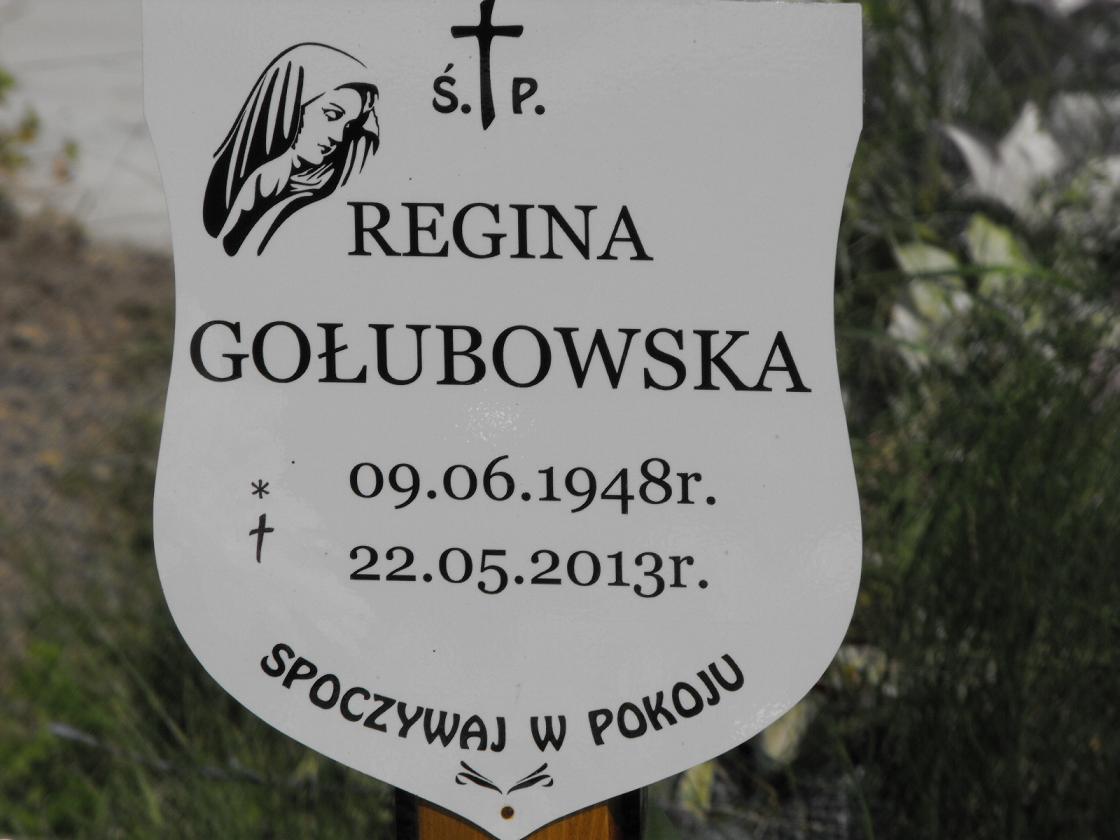 Ś. P.
REGINA
GOŁUBOWSKA
* 09.06.1948r.
† 22.05.2013r.
SPOCZYWAJ W POKOJU